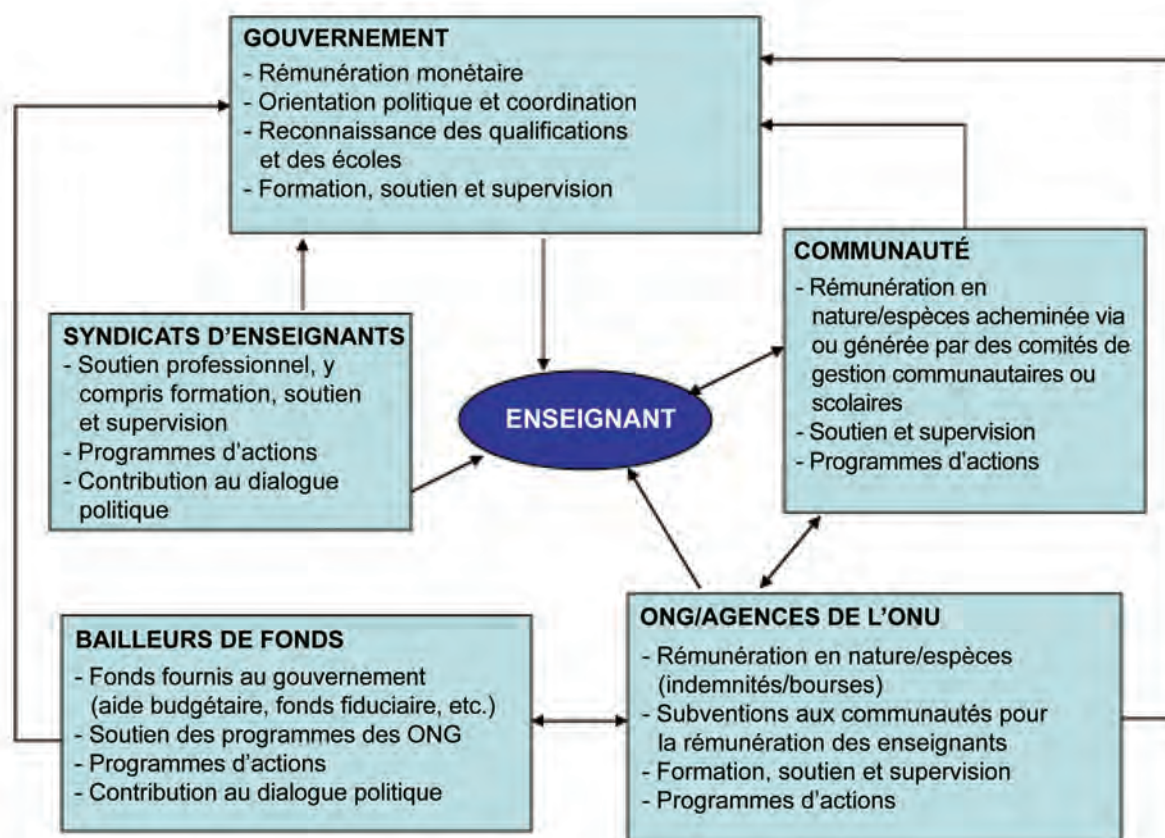 GOUVERNEMENT
- Rémunération monétaire
- Orientation politique et coordination
- Reconnaissance des qualifications
et des écoles
- Formation, soutien et supervision
COMMUNAUTÉ
- Rémunération en
nature/espèces acheminée via
ou générée par des comités de
gestion communautaires ou
scolaires
- Soutien et supervision
- Programmes d'actions
SYNDICATS D'ENSEIGNANTS
- Soutien professionnel, y
compris formation, soutien
et supervision
- Programmes d'actions
- Contribution au dialogue
politique
ENSEIGNANT
BAILLEURS DE FONDS
- Fonds fournis au gouvernement
(aide budgétaire, fonds fiduciaire, etc.)
- Soutien des programmes des ONG
- Programmes d'actions
- Contribution au dialogue politique
ONG/AGENCES DE L'ONU
- Rémunération en nature/espèces
(indemnités/bourses)
- Subventions aux communautés pour
la rémunération des enseignants
- Formation, soutien et supervision
- Programmes d'actions